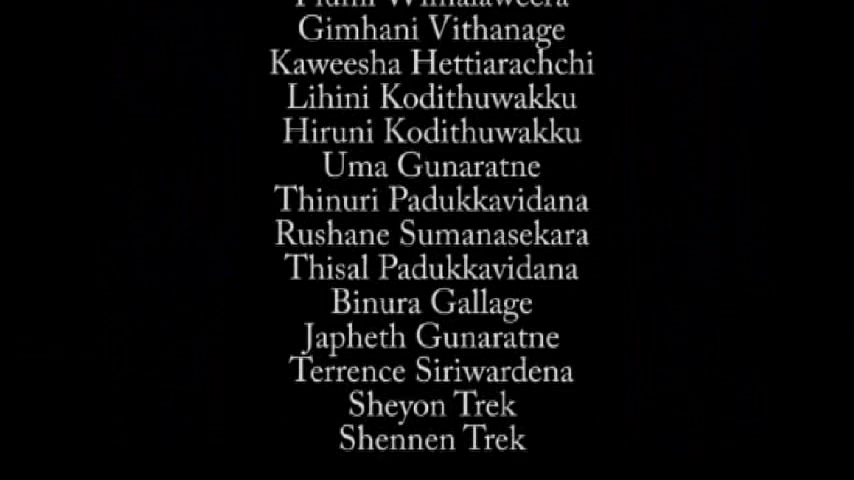 Gimhani Vithanage
Kaweesha Hettiarachchi
Lihini Kodithuwakku
Hiruni Kodithuwakku
Uma Gunaratne
Thinuri Padukkavidana
Rushane Sumanasekara
Thisal Padukkavidana
Binura Gallage
Japheth Gunaratne
Terrence Siriwardena
Sheyon Trek
Shennen Trek